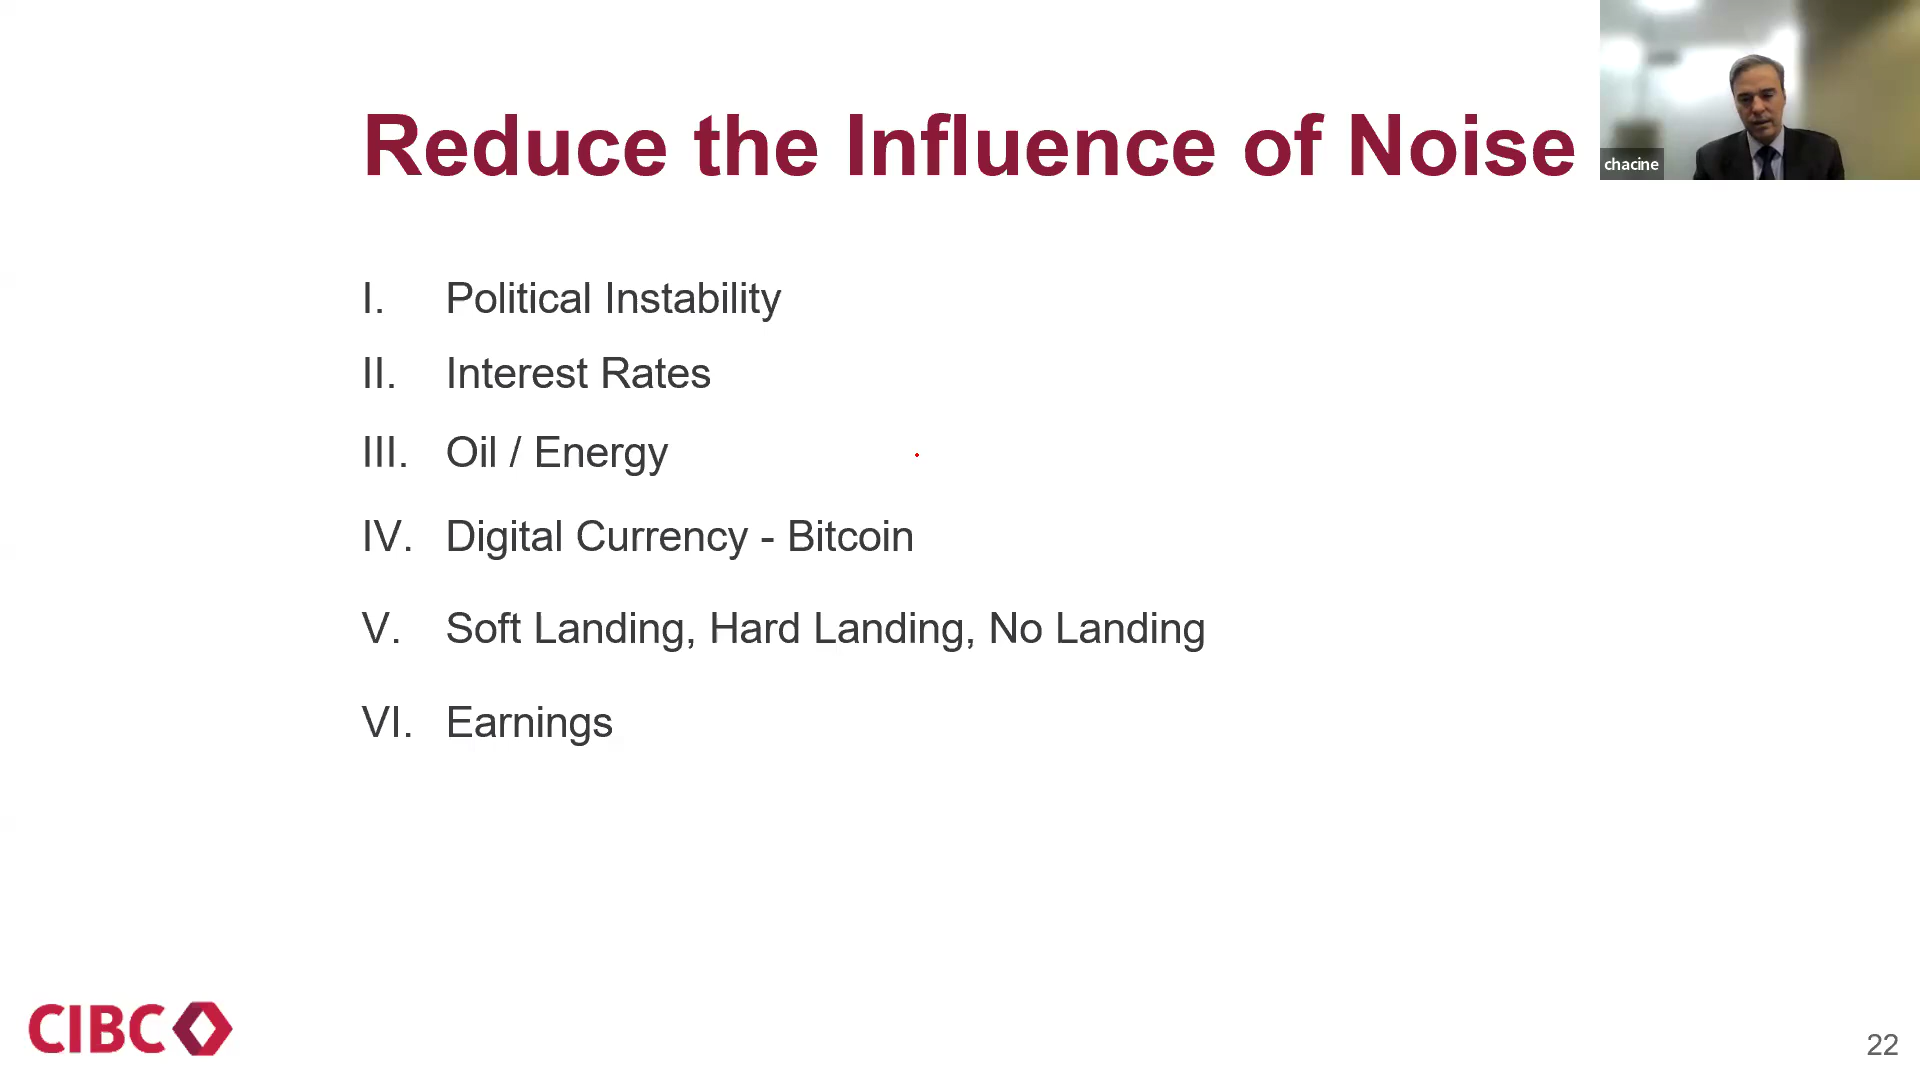 Reduce the Influence of Noise
chacine
I. Political Instability
II. Interest Rates
III. Oil / Energy
IV. Digital Currency - Bitcoin
V. Soft Landing, Hard Landing, No Landing
VI. Earnings
CIBC
22